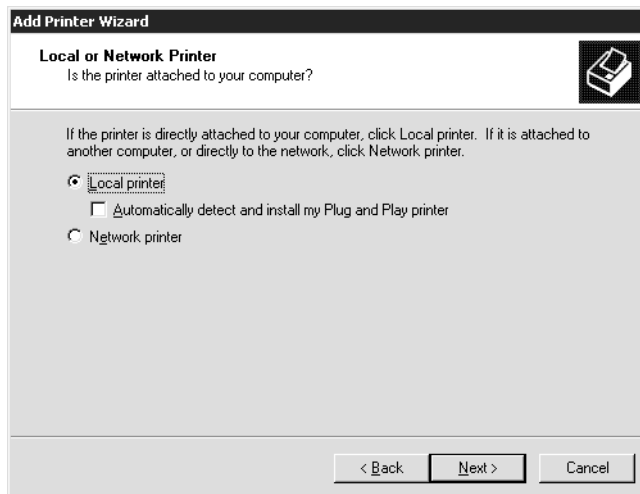 Add Printer Wizard
Local or Network Printer
Is the printer attached to your computer?
If the printer is directly attached to your computer, click Local printer. If it is attached to
another computer, or directly to the network, click Network printer.
Local printer
Automatically detect and install my Plug and Play printer
Network printer
< Back Next > Cancel